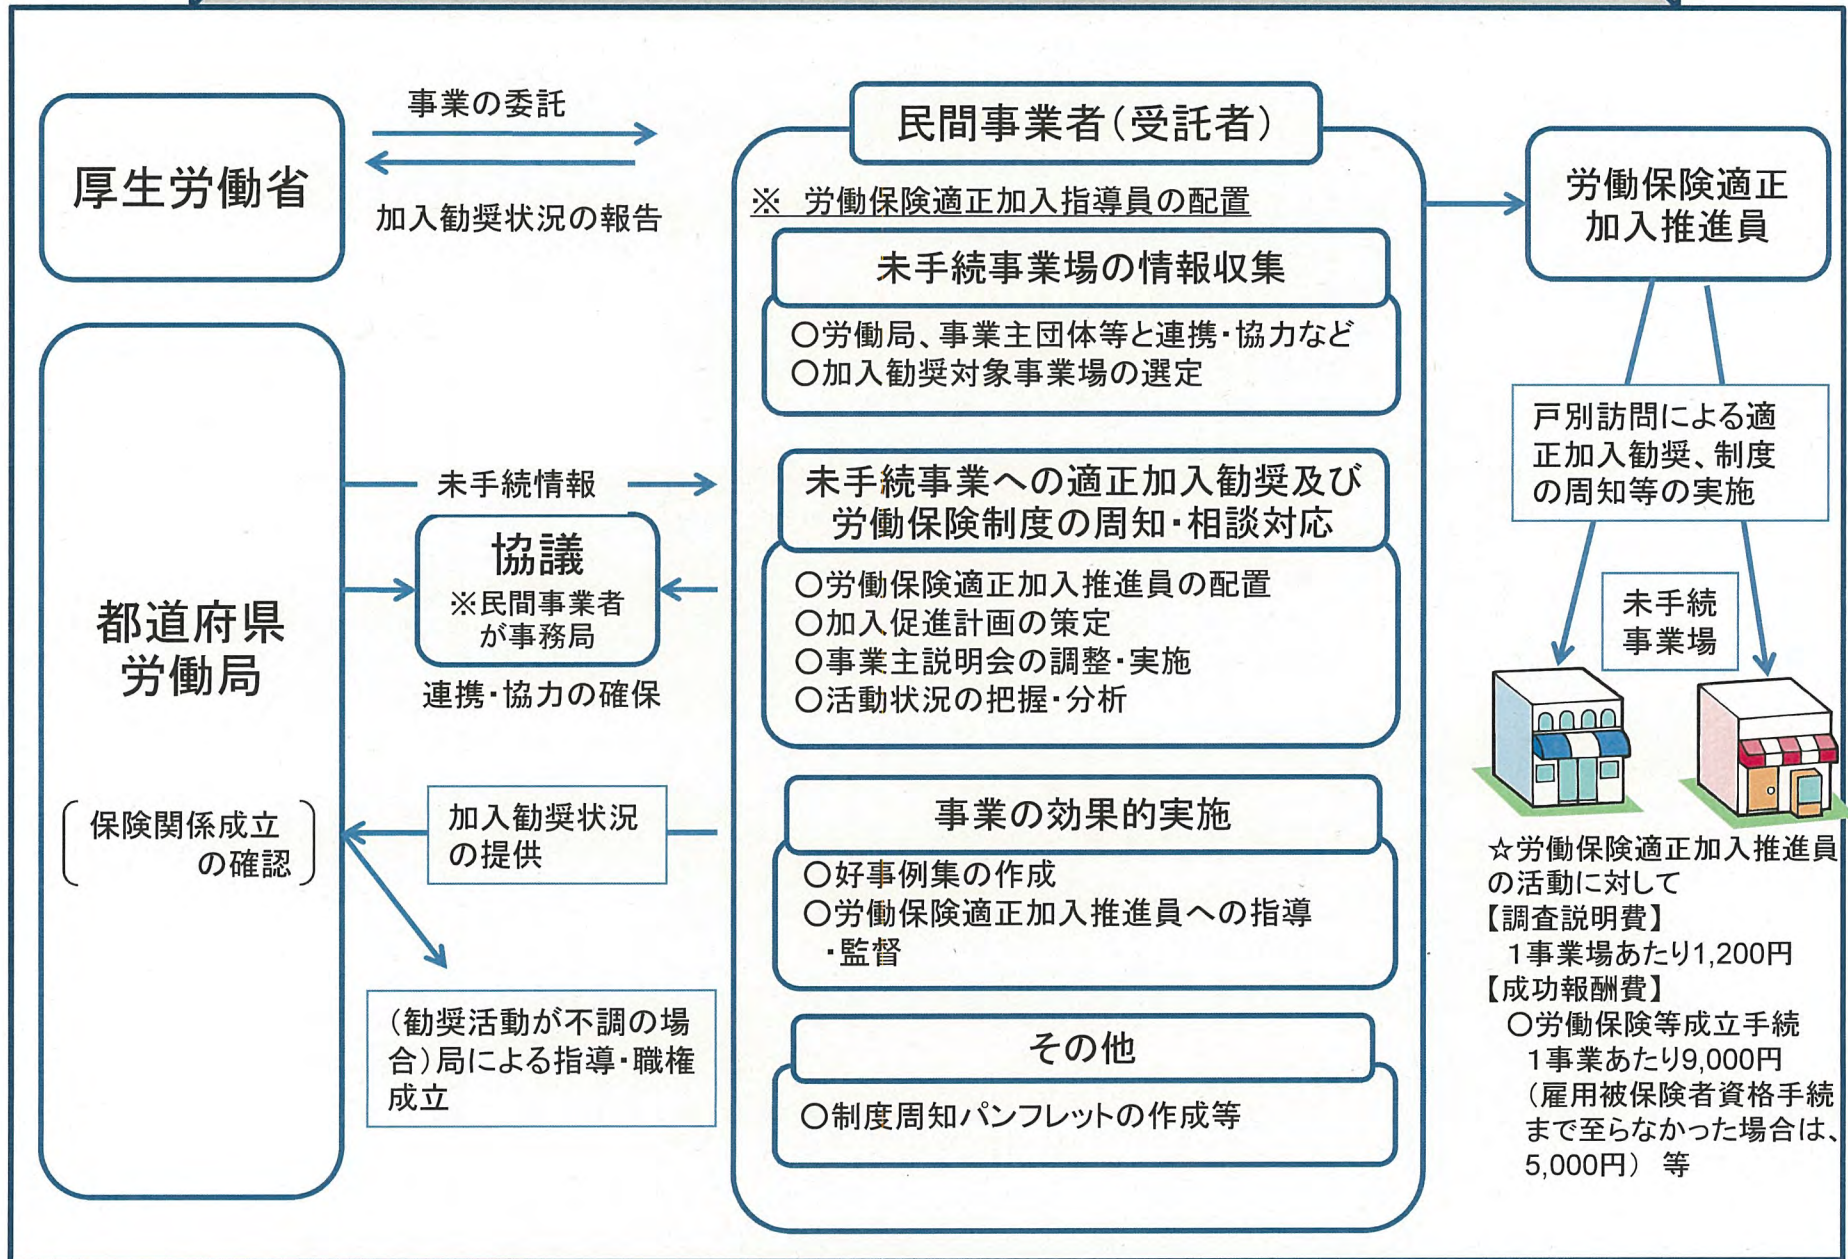 厚生労働省
事業の委託
加入勧奨状況の報告
都道府県
労働局
保険関係成立
の確認
未手続情報
協議
※民間事業者
が事務局
連携・協力の確保
加入勧奨状況
の提供
(勧奨活動が不調の場
合)局による指導・職権
成立
民間事業者(受託者)
※ 労働保険適正加入指導員の配置
未手続事業場の情報収集
○労働局、事業主団体等と連携・協力など
○加入勧奨対象事業場の選定
未手続事業への適正加入勧奨及び
労働保険制度の周知・相談対応
○労働保険適正加入推進員の配置
○加入促進計画の策定
○事業主説明会の調整・実施
○活動状況の把握・分析
事業の効果的実施
○好事例集の作成
○労働保険適正加入推進員への指導
・監督
その他
○制度周知パンフレットの作成等
労働保険適正
加入推進員
戸別訪問による適
正加入勧奨、制度
の周知等の実施
未手続
事業場
☆労働保険適正加入推進員
の活動に対して
【調査説明費】
1事業場あたり1,200円
【成功報酬費】
○労働保険等成立手続
1事業あたり9,000円
(雇用被保険者資格手続
まで至らなかった場合は、
5,000円) 等